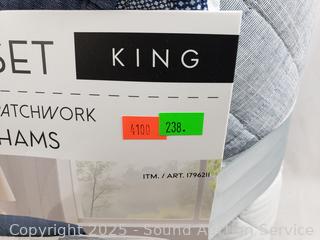 SET
KING
PATCHWORK
HAMS
4100
238.
ITM. / ART. 1796211
Copyright 2025 - Sound Auction Service